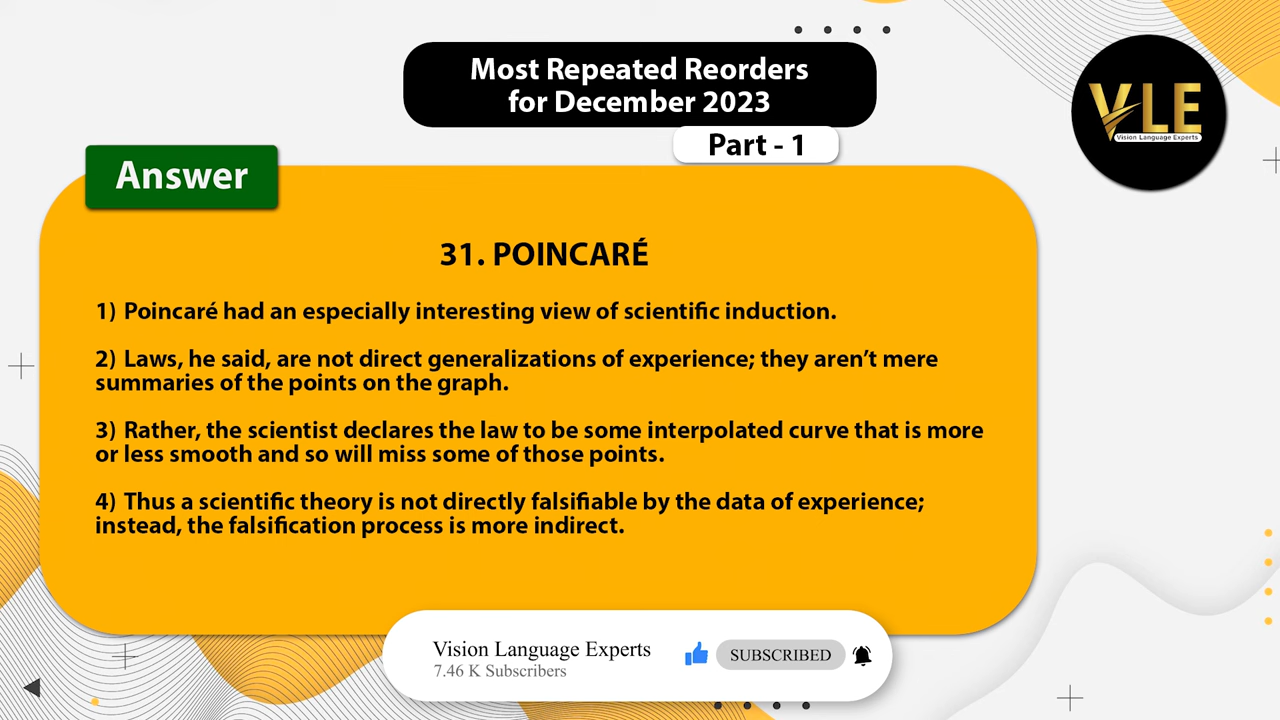 Most Repeated Reorders
for December 2023
Part - 1
VLE
Vision Language Experts
Answer
31. POINCARÉ
1) Poincaré had an especially interesting view of scientific induction.
2) Laws, he said, are not direct generalizations of experience; they aren’t mere
summaries of the points on the graph.
3) Rather, the scientist declares the law to be some interpolated curve that is more
or less smooth and so will miss some of those points.
4) Thus a scientific theory is not directly falsifiable by the data of experience;
instead, the falsification process is more indirect.
Vision Language Experts
7.46 K Subscribers
SUBSCRIBED